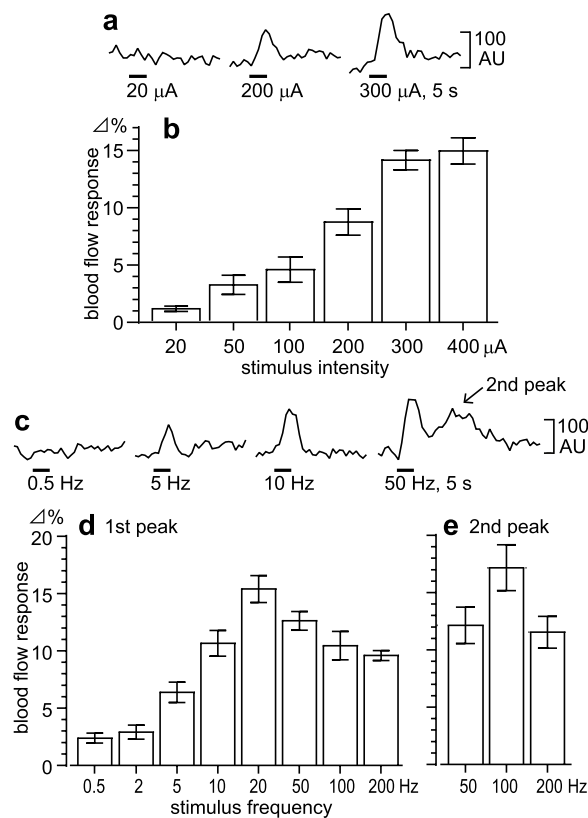 a
100
AU
20 μA
200 μA
300 μA, 5 s
⊿%
b
blood flow response
15
10
5
0
20 50 100 200 300 400 μA
stimulus intensity
2nd peak
c
100
AU
0.5 Hz
5 Hz
10 Hz
50 Hz, 5 s
⊿%
d 1st peak
e 2nd peak
blood flow response
20
15
10
5
0
0.5 2 5 10 20 50 100 200 Hz
50 100 200 Hz
stimulus frequency